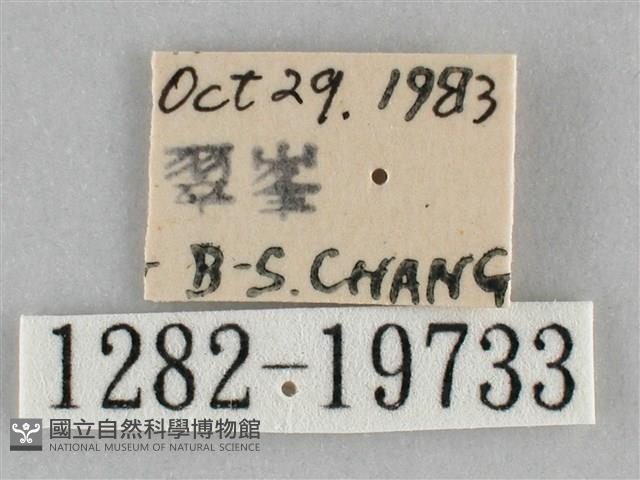 Oct 29. 1983
翠峯
- B-S. CHANG
1282-19733
國立自然科學博物館
NATIONAL MUSEUM OF NATURAL SCIENCE